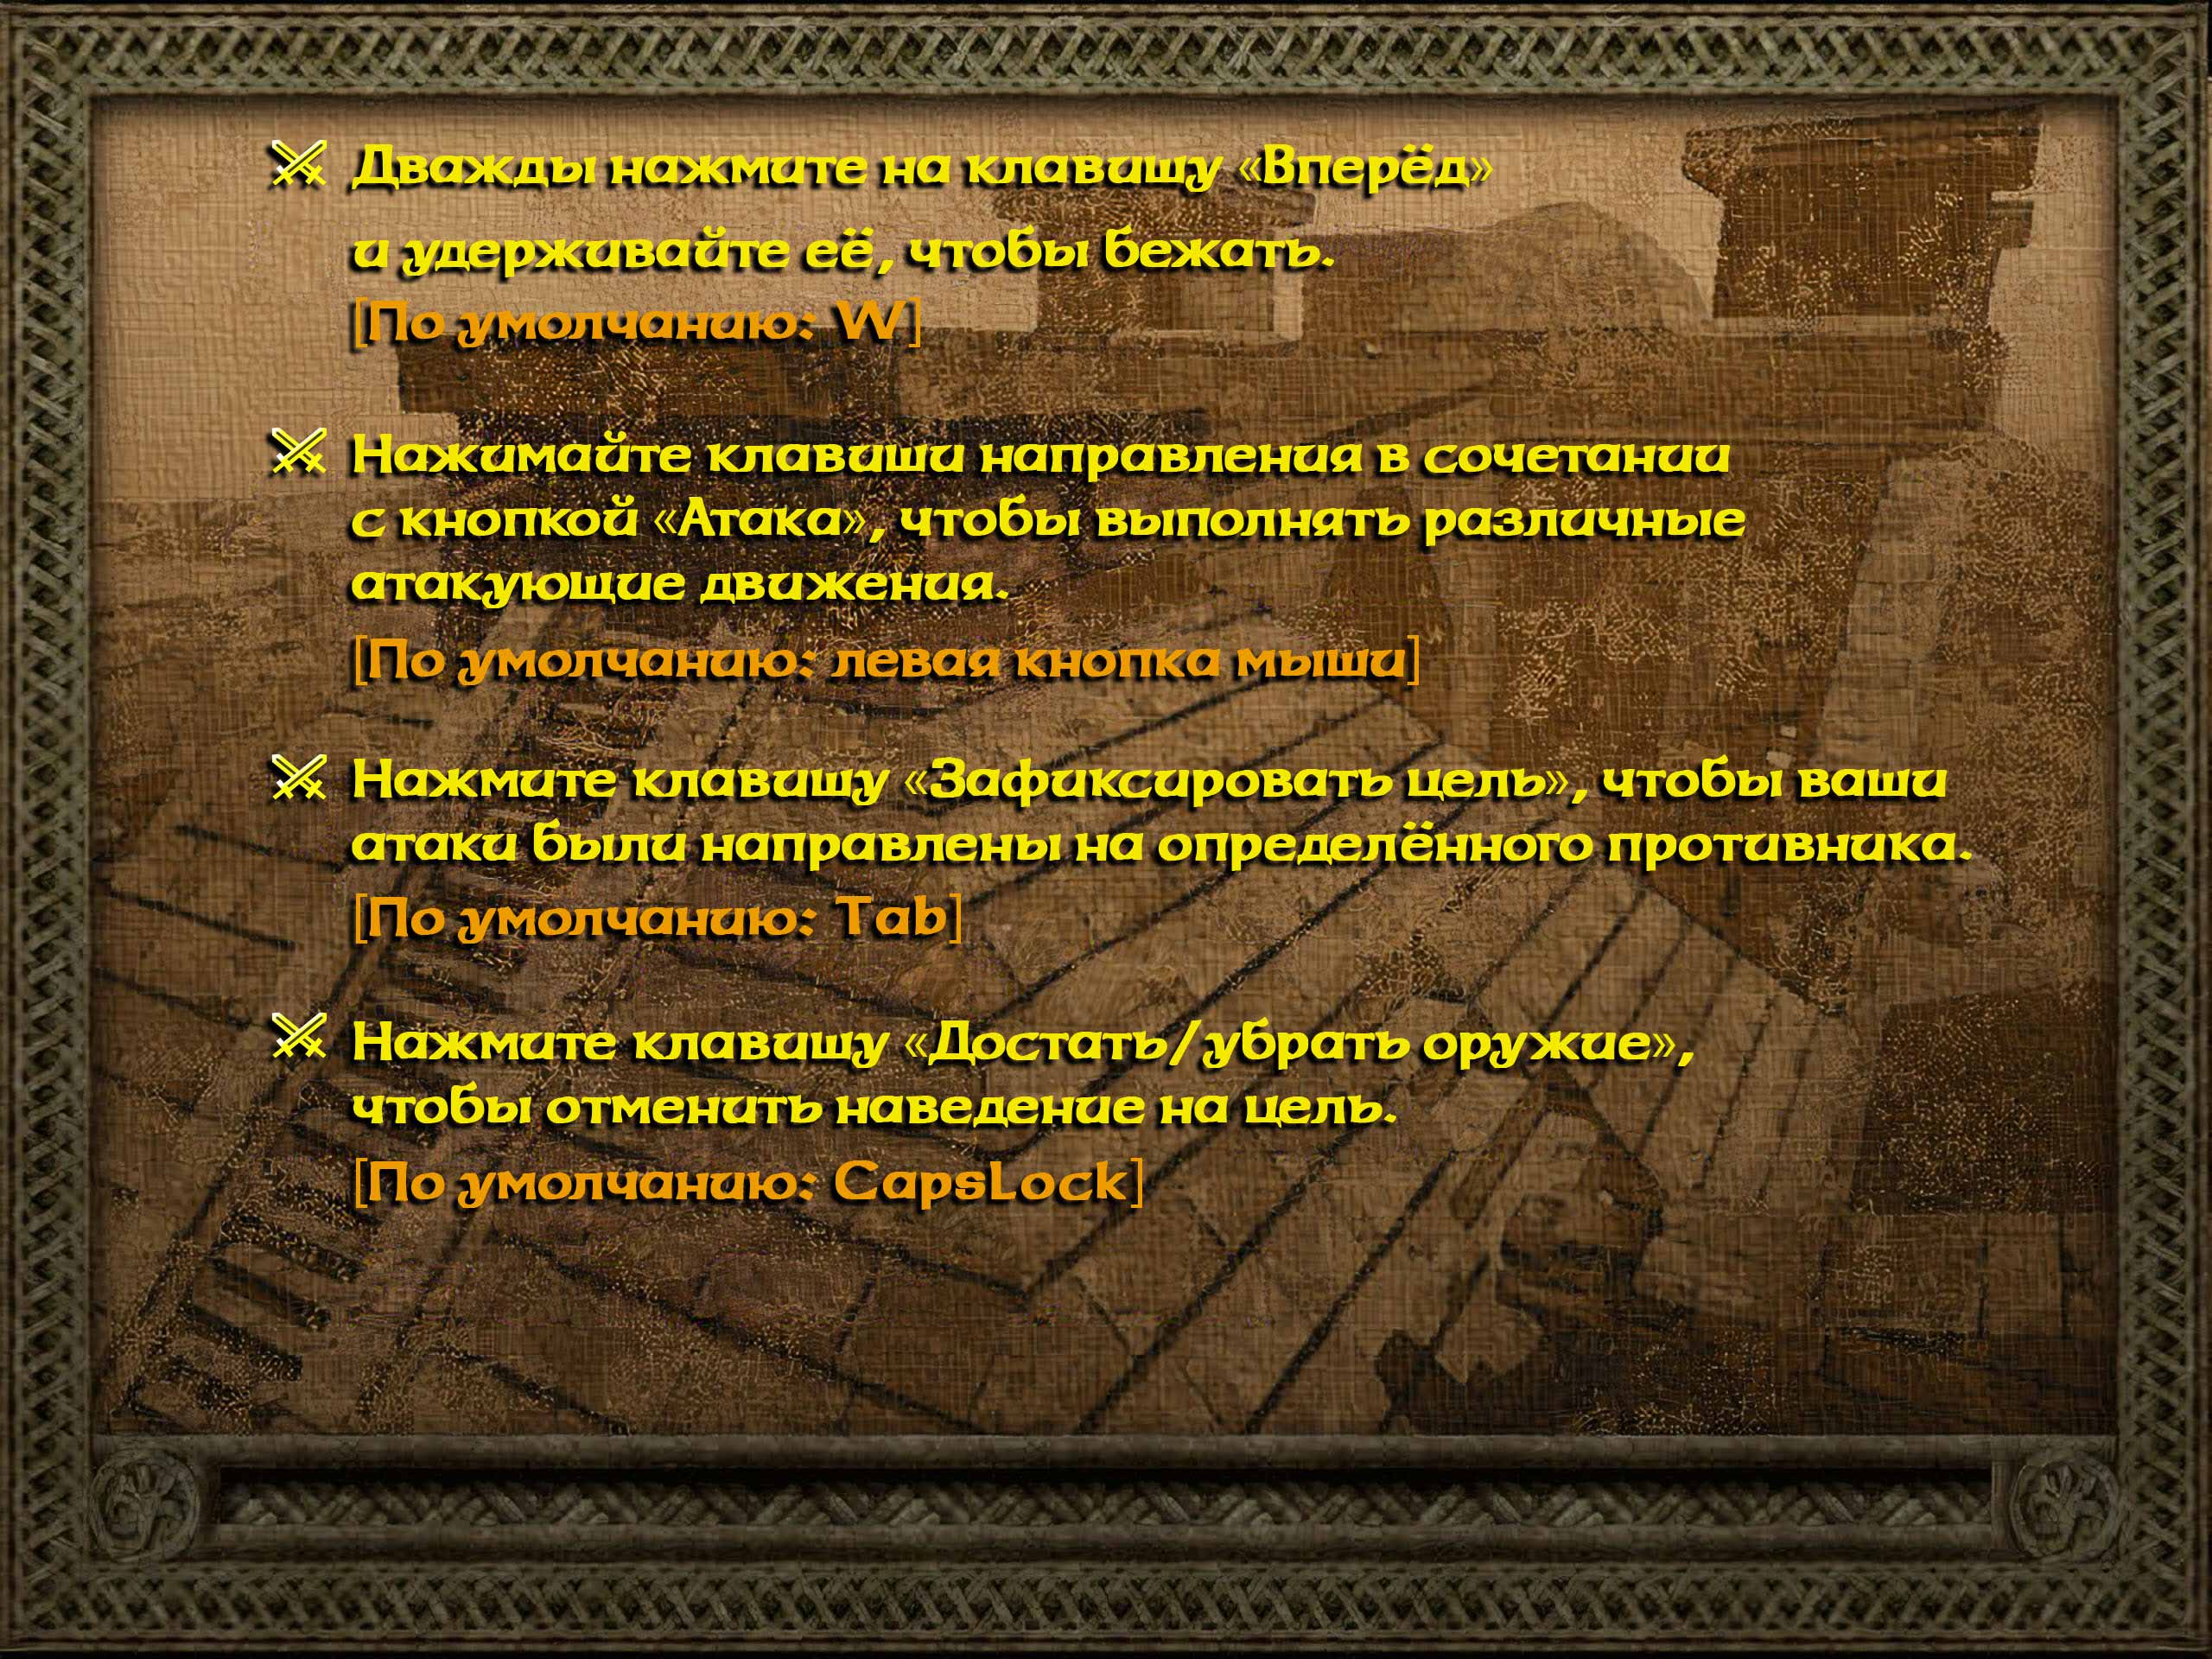 Дважды нажмите на клавишу «Вперёд»
и удерживайте её, чтобы бежать.
[По умолчанию: W]
Нажимайте клавиши направления в сочетании
с кнопкой «Атака», чтобы выполнять различные
атакующие движения.
[По умолчанию: левая кнопка мыши]
Нажмите клавишу «Зафиксировать цель», чтобы ваши
атаки были направлены на определённого противника.
[По умолчанию: Tab]
Нажмите клавишу «Достать/убрать оружие»,
чтобы отменить наведение на цель.
[По умолчанию: CapsLock]